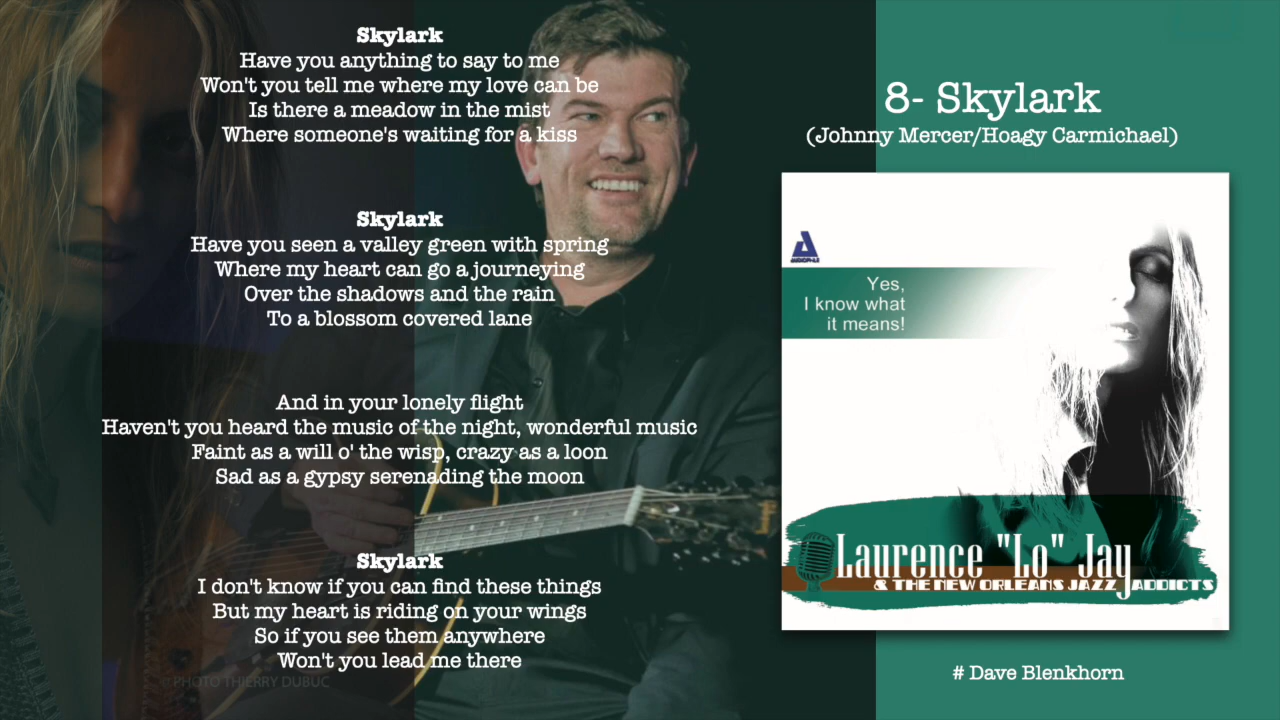 Skylark
Have you anything to say to me
Won't you tell me where my love can be
Is there a meadow in the mist
Where someone's waiting for a kiss
Skylark
Have you seen a valley green with spring
Where my heart can go a journeying
Over the shadows and the rain
To a blossom covered lane
And in your lonely flight
Haven't you heard the music of the night, wonderful music
Faint as a will o' the wisp, crazy as a loon
Sad as a gypsy serenading the moon
Skylark
I don't know if you can find these things
But my heart is riding on your wings
So if you see them anywhere
Won't you lead me there
PHOTO THIERRY DUBUC
8- Skylark
(Johnny Mercer/Hoagy Carmichael)
Yes,
I know what
it means!
Laurence "Lo" Jay
& THE NEW ORLEANS JAZZ ADDICTS
# Dave Blenkhorn